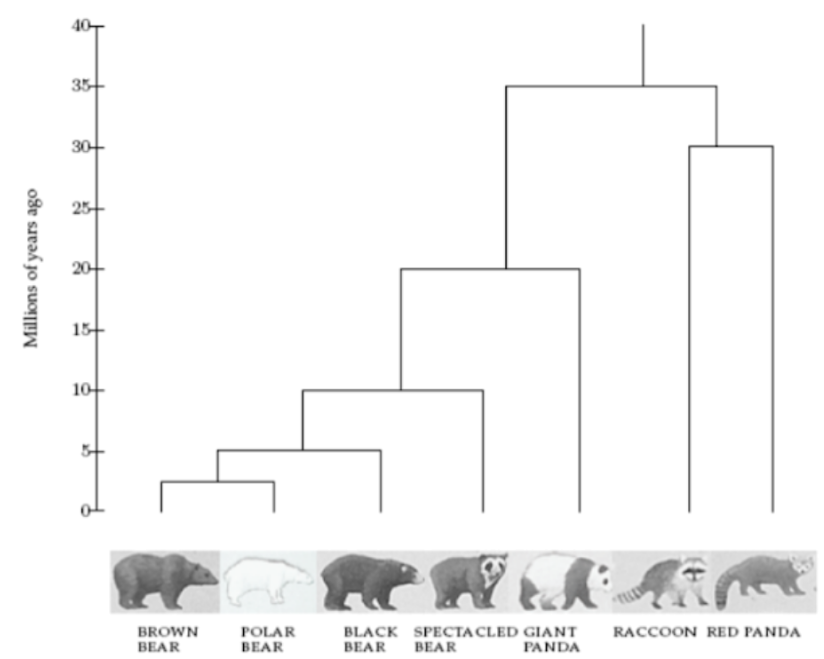 40
35
30
25
20
15
10
5
0
Millions of years ago
BROWN BEAR
POLAR BEAR
BLACK BEAR
SPECTACLED BEAR
GIANT PANDA
RACCOON
RED PANDA